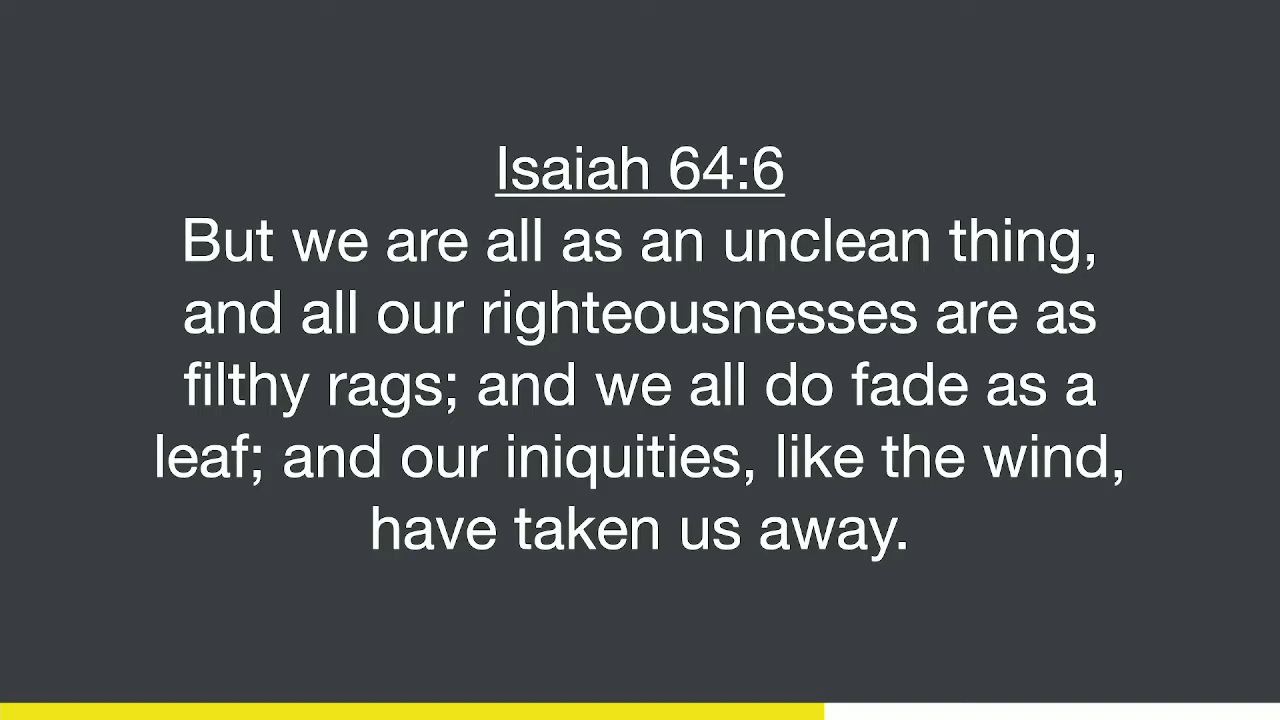 Isaiah 64:6
But we are all as an unclean thing,
and all our righteousnesses are as
filthy rags; and we all do fade as a
leaf; and our iniquities, like the wind,
have taken us away.